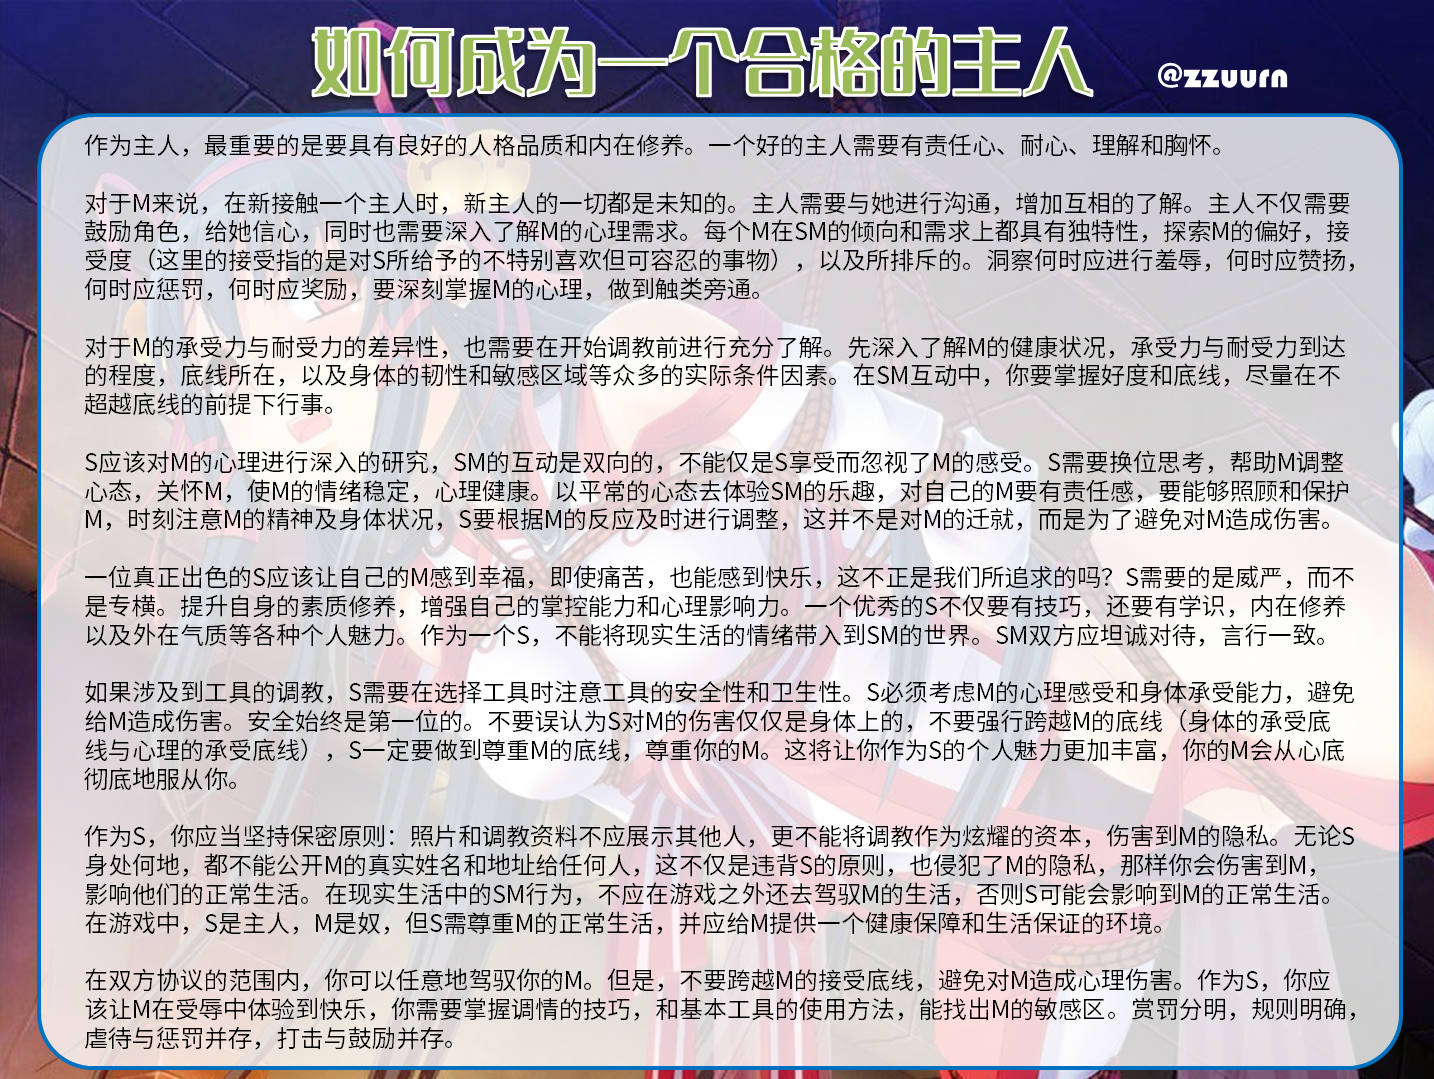 如何成为一个合格的主人
@zzuurn
作为主人，最重要的是要具有良好的人格品质和内在修养。一个好的主人需要有责任心、耐心、理解和胸怀。
对于M来说，在新接触一个主人时，新主人的一切都是未知的。主人需要与她进行沟通，增加互相的了解。主人不仅需要
鼓励角色，给她信心，同时也需要深入了解M的心理需求。每个M在SM的倾向和需求上都具有独特性，探索M的偏好，接
受度（这里的接受指的是对S所给予的不特别喜欢但可容忍的事物），以及所排斥的。洞察何时应进行羞辱，何时应赞扬，
何时应惩罚，何时应奖励，要深刻掌握M的心理，做到触类旁通。
对于M的承受力与耐受力的差异性，也需要在开始调教前进行充分了解。先深入了解M的健康状况，承受力与耐受力到达
的程度，底线所在，以及身体的韧性和敏感区域等众多的实际条件因素。在SM互动中，你要掌握好度和底线，尽量在不
超越底线的前提下行事。
S应该对M的心理进行深入的研究，SM的互动是双向的，不能仅是S享受而忽视了M的感受。S需要换位思考，帮助M调整
心态，关怀M，使M的情绪稳定，心理健康。以平常的心态去体验SM的乐趣，对自己的M要有责任感，要能够照顾和保护
M，时刻注意M的精神及身体状况，S要根据M的反应及时进行调整，这并不是对M的迁就，而是为了避免对M造成伤害。
一位真正出色的S应该让自己的M感到幸福，即使痛苦，也能感到快乐，这不正是我们所追求的吗？S需要的是威严，而不
是专横。提升自身的素质修养，增强自己的掌控能力和心理影响力。一个优秀的S不仅要有技巧，还要有学识，内在修养
以及外在气质等各种个人魅力。作为一个S，不能将现实生活的情绪带入到SM的世界。SM双方应坦诚对待，言行一致。
如果涉及到工具的调教，S需要在选择工具时注意工具的安全性和卫生性。S必须考虑M的心理感受和身体承受能力，避免
给M造成伤害。安全始终是第一位的。不要误认为S对M的伤害仅仅是身体上的，不要强行跨越M的底线（身体的承受底
线与心理的承受底线），S一定要做到尊重M的底线，尊重你的M。这将让你作为S的个人魅力更加丰富，你的M会从心底
彻底地服从你。
作为S，你应当坚持保密原则：照片和调教资料不应展示其他人，更不能将调教作为炫耀的资本，伤害到M的隐私。无论S
身处何地，都不能公开M的真实姓名和地址给任何人，这不仅是违背S的原则，也侵犯了M的隐私，那样你会伤害到M，
影响他们的正常生活。在现实生活中的SM行为，不应在游戏之外还去驾驭M的生活，否则S可能会影响到M的正常生活。
在游戏中，S是主人，M是奴，但S需尊重M的正常生活，并应给M提供一个健康保障和生活保证的环境。
在双方协议的范围内，你可以任意地驾驭你的M。但是，不要跨越M的接受底线，避免对M造成心理伤害。作为S，你应
该让M在受辱中体验到快乐，你需要掌握调情的技巧，和基本工具的使用方法，能找出M的敏感区。赏罚分明，规则明确，
虐待与惩罚并存，打击与鼓励并存。